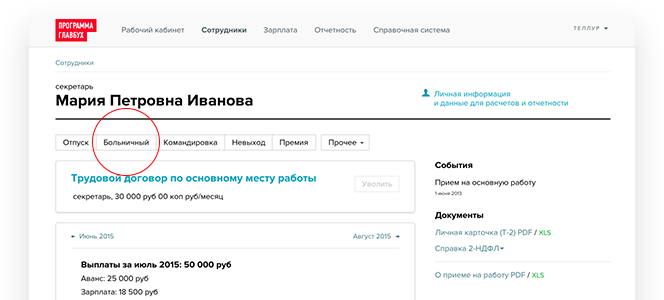 ПРОГРАММА
ГЛАВБУХ
Рабочий кабинет Сотрудники Зарплата Отчетность Справочная система
ТЕЛЛУР
Сотрудники
секретарь
Мария Петровна Иванова
Личная информация
и данные для расчетов и отчетности
Отпуск Больничный Командировка Невыход Премия Прочее
Трудовой договор по основному месту работы
Уволить
секретарь, 30 000 руб 00 коп руб/месяц
События
Прием на основную работу
1 июня 2013
Документы
Личная карточка (Т-2) PDF / XLS
Справка 2-НДФЛ
О приеме на работу PDF / XLS
← Июнь 2015 Август 2015 →
Выплаты за июль 2015: 50 000 руб
Аванс: 25 000 руб
Зарплата: 18 500 руб